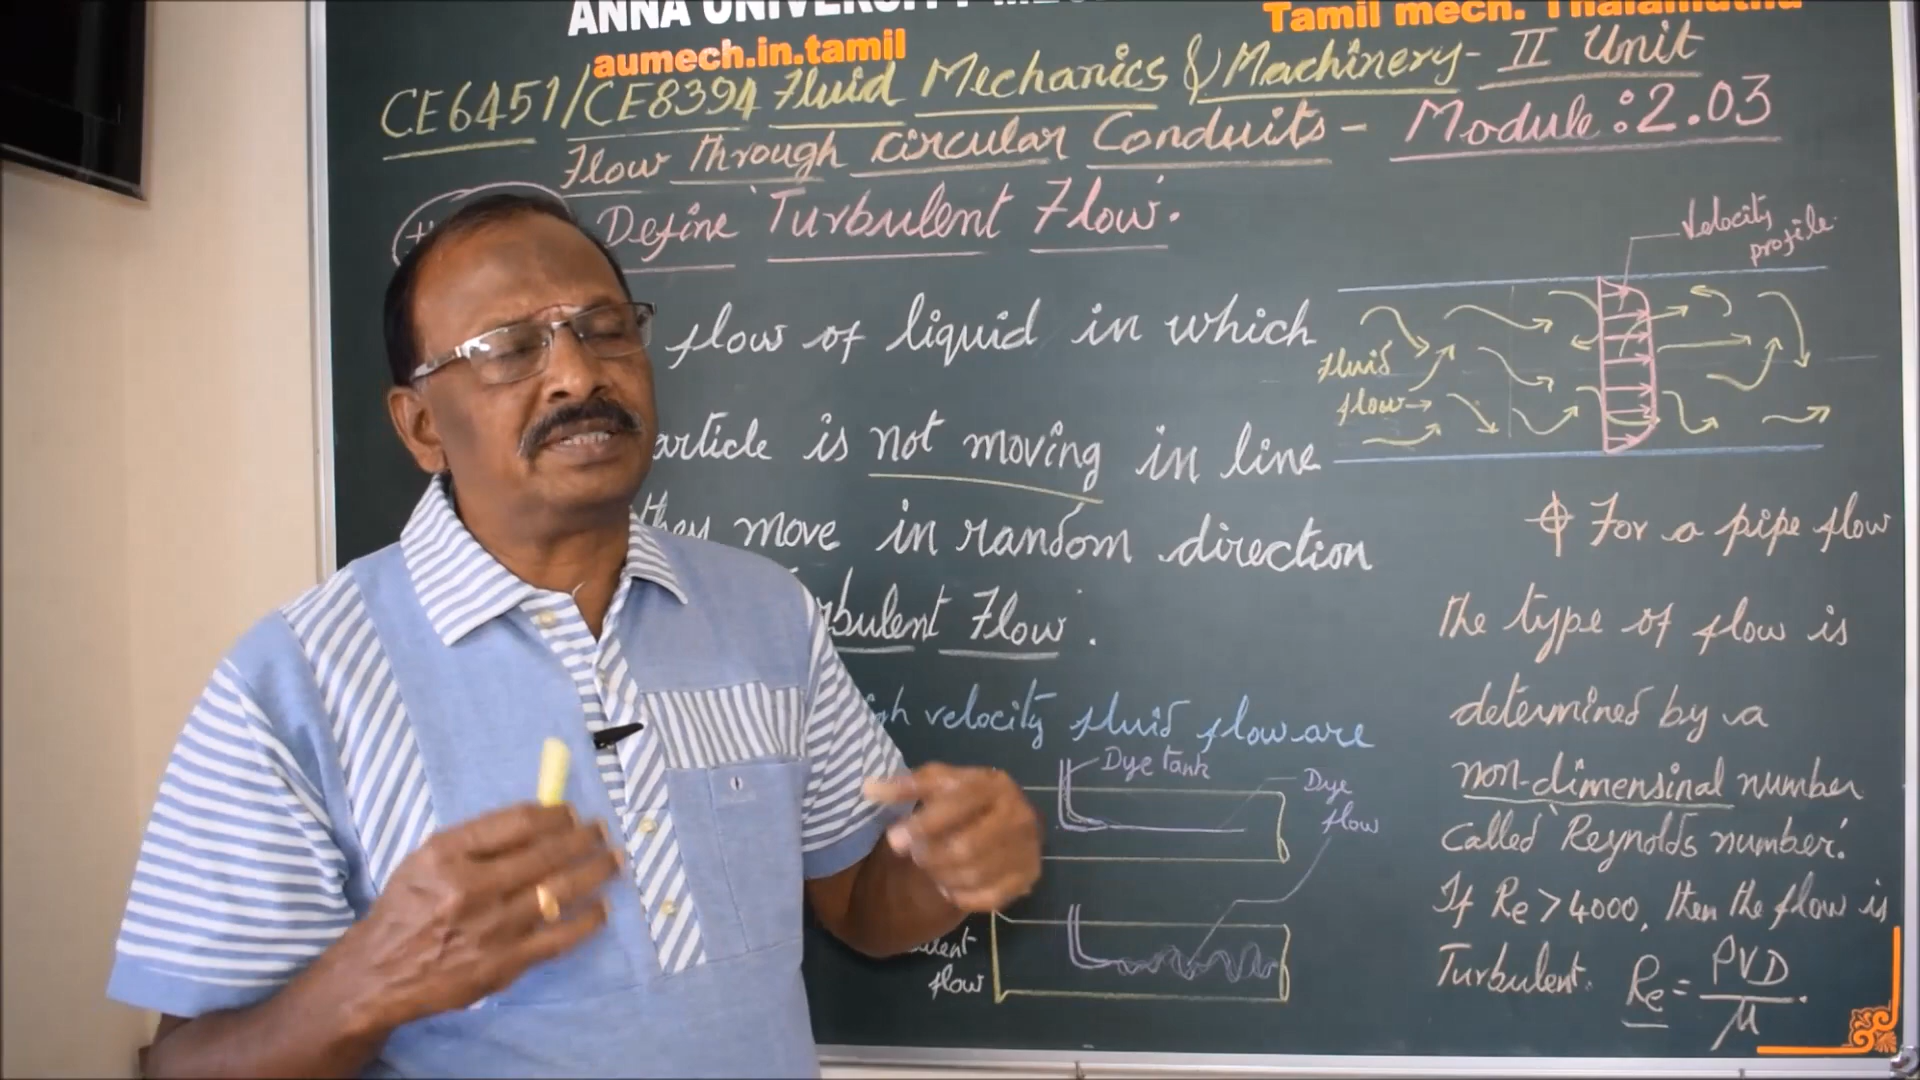 ANNA UNIVERSITY
Tamil mech. Thalamuthu
aumech.in.tamil
CE6451/CE8394 Fluid Mechanics & Machinery - II Unit
Flow through circular Conduits - Module: 2.03
Define 'Turbulent Flow'.
flow of liquid in which
article is not moving in line
they move in random direction
bulent Flow'.
igh velocity fluid flow are
Dye tank
Dye
flow
ulent
flow
Velocity
profile
Fluid
flow→
For a pipe flow
the type of flow is
determined by a
non-dimensinal number
called 'Reynolds number'.
If Re > 4000, then the flow is
Turbulent. Re = ρVD/μ.